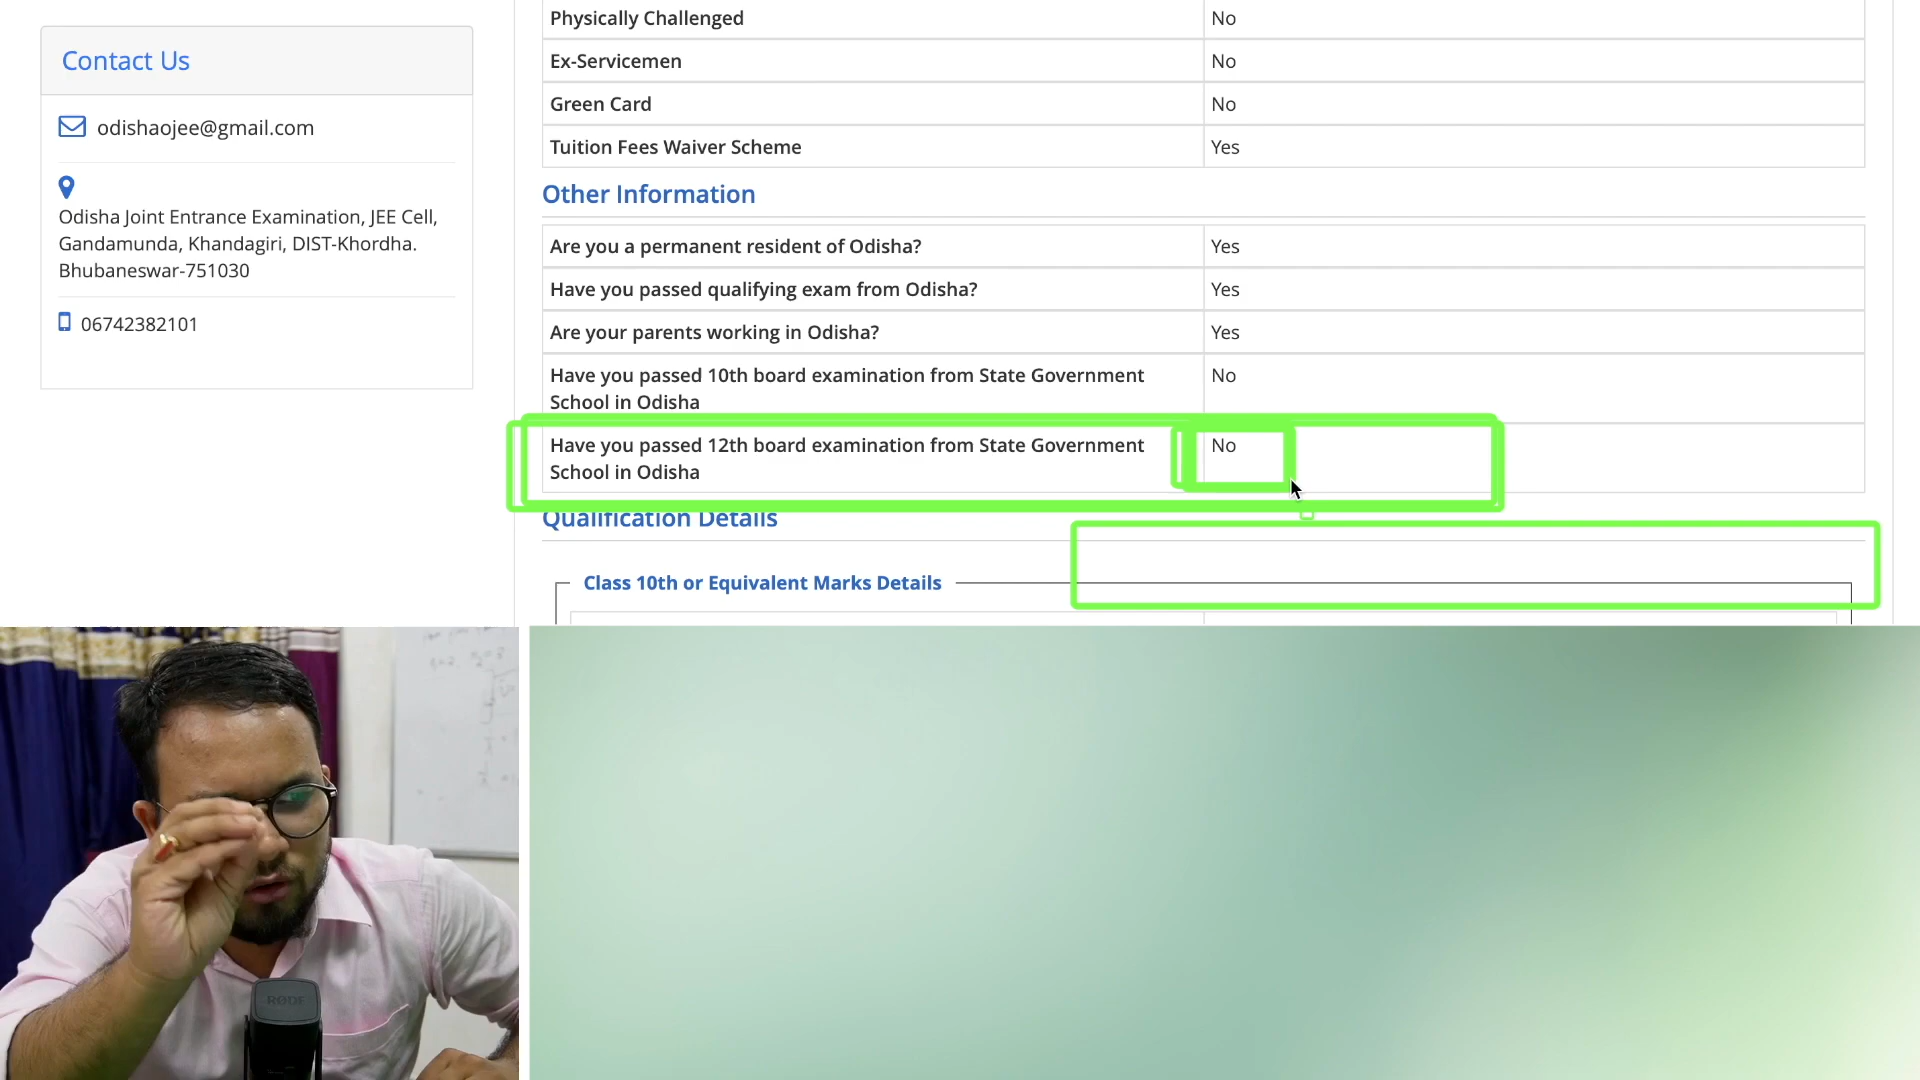 Contact Us
odishaojee@gmail.com
Odisha Joint Entrance Examination, JEE Cell,
Gandamunda, Khandagiri, DIST-Khordha.
Bhubaneswar-751030
06742382101
Physically Challenged No
Ex-Servicemen No
Green Card No
Tuition Fees Waiver Scheme Yes
Other Information
Are you a permanent resident of Odisha? Yes
Have you passed qualifying exam from Odisha? Yes
Are your parents working in Odisha? Yes
Have you passed 10th board examination from State Government No
School in Odisha
Have you passed 12th board examination from State Government No
School in Odisha
Qualification Details
Class 10th or Equivalent Marks Details
RØDE